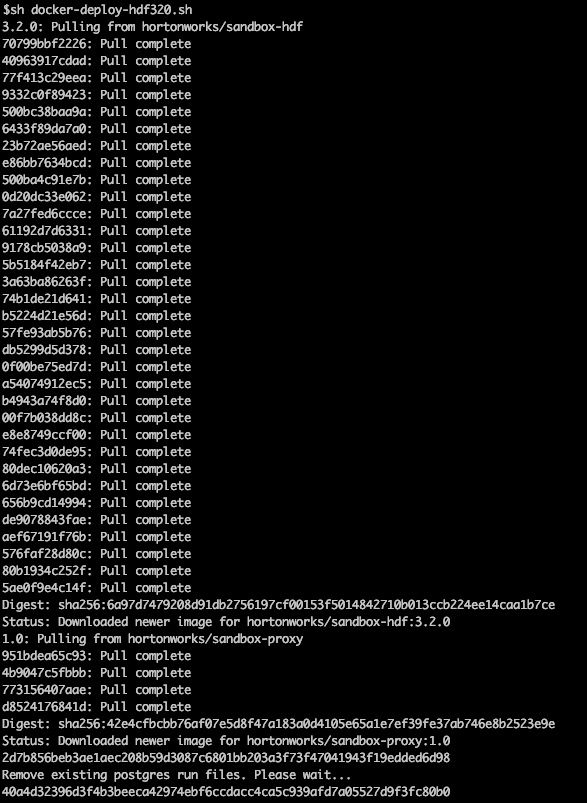 $sh docker-deploy-hdf320.sh
3.2.0: Pulling from hortonworks/sandbox-hdf
70799bbf2226: Pull complete
40963917cdad: Pull complete
77f413c29eea: Pull complete
9332c0f89423: Pull complete
500bc38baa9a: Pull complete
6433f89da7a0: Pull complete
23b72ae56aed: Pull complete
e86bb7634bcd: Pull complete
500ba4c91e7b: Pull complete
0d20dc33e062: Pull complete
7a27fed6ccce: Pull complete
61192d7d6331: Pull complete
9178cb5038a9: Pull complete
5b5184f42eb7: Pull complete
3a63ba86263f: Pull complete
74b1de21d641: Pull complete
b5224d21e56d: Pull complete
57fe93ab5b76: Pull complete
db5299d5d378: Pull complete
0f00be75ed7d: Pull complete
a54074912ec5: Pull complete
b4943a74f8d0: Pull complete
00f7b038dd8c: Pull complete
e8e8749ccf00: Pull complete
74fec3d0de95: Pull complete
80dec10620a3: Pull complete
6d73e6bf65bd: Pull complete
656b9cd14994: Pull complete
de9078843fae: Pull complete
aef67191f76b: Pull complete
576faf28d80c: Pull complete
80b1934c252f: Pull complete
5ae0f9e4c14f: Pull complete
Digest: sha256:6a97d7479208d91db2756197cf00153f5014842710b013ccb224ee14caa1b7ce
Status: Downloaded newer image for hortonworks/sandbox-hdf:3.2.0
1.0: Pulling from hortonworks/sandbox-proxy
951bdea65c93: Pull complete
4b9047c5fbbb: Pull complete
773156407aae: Pull complete
d8524176841d: Pull complete
Digest: sha256:42e4cfbcbb76af07e5d8f47a183a0d4105e65a1e7ef39fe37ab746e8b2523e9e
Status: Downloaded newer image for hortonworks/sandbox-proxy:1.0
2d7b856beb3ae1aec208b59d3087c6801bb203a3f73f47041943f19edded6d98
Remove existing postgres run files. Please wait...
40a4d32396d3f4b3beeca42974ebf6ccdacc4ca5c939afd7a05527d9f3fc80b0